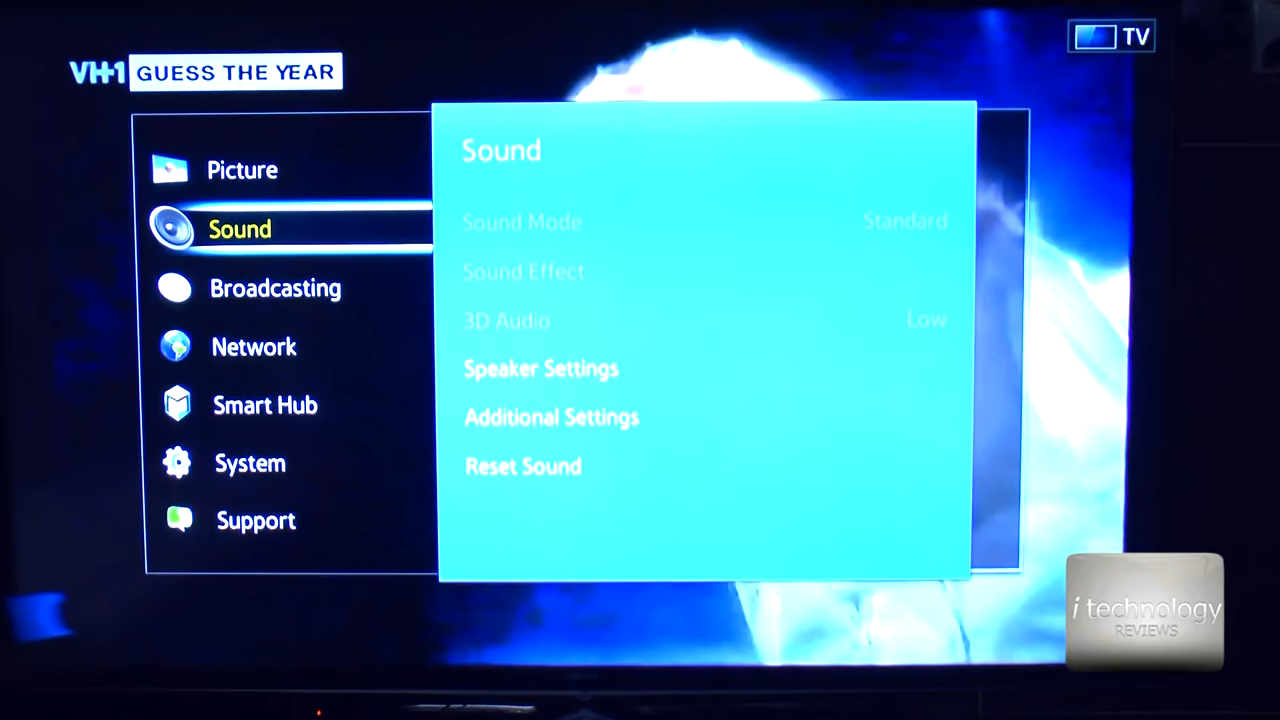 VH1 GUESS THE YEAR
TV
Picture
Sound
Broadcasting
Network
Smart Hub
System
Support
Sound
Sound Mode Standard
Sound Effect
3D Audio Low
Speaker Settings
Additional Settings
Reset Sound
i technology
REVIEWS